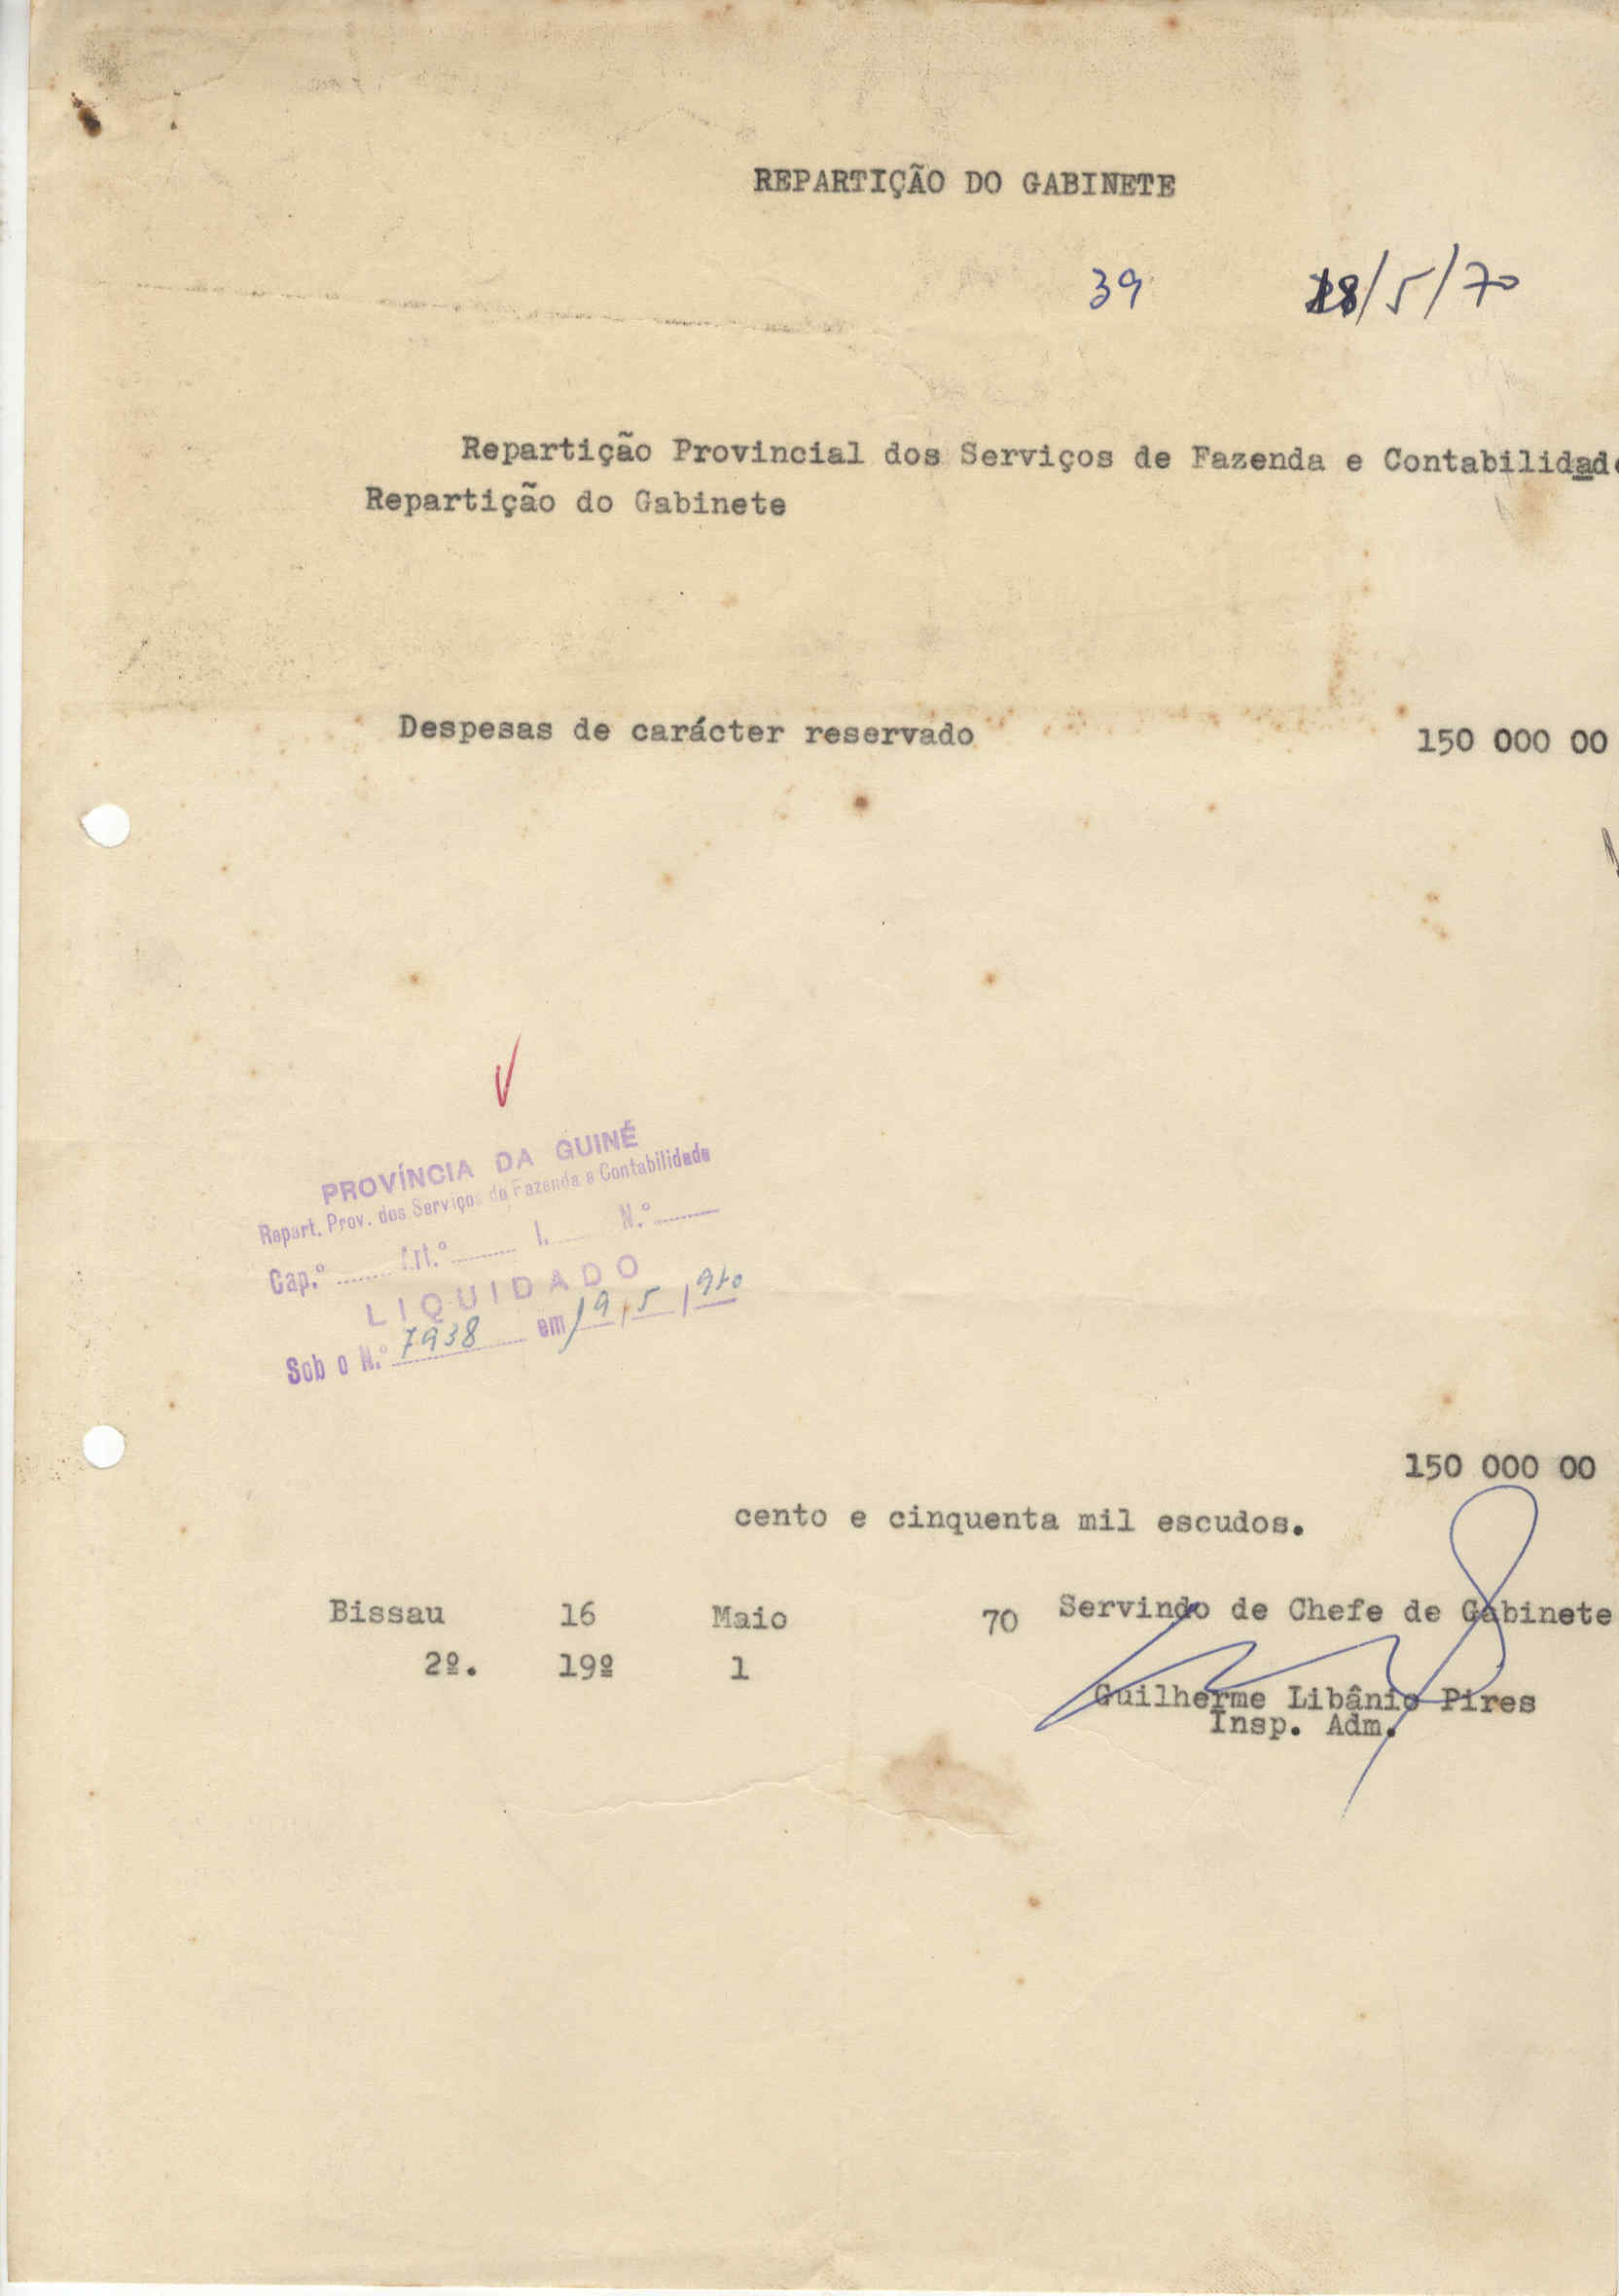 REPARTIÇÃO DO GABINETE
39 18/5/70
Repartição Provincial dos Serviços de Fazenda e Contabilidade
Repartição do Gabinete
Despesas de carácter reservado 150 000 00
PROVÍNCIA DA GUINÉ
Repart. Prov. dos Serviços de Fazenda e Contabilidade
Cap.º Art.º N.º
LIQUIDADO
Sob o N.º 7938 em 19/5/970
150 000 00
cento e cinquenta mil escudos.
Bissau 16 Maio 70 Servindo de Chefe de Gabinete
2º. 19º 1
Guilherme Libânio Pires
Insp. Adm.